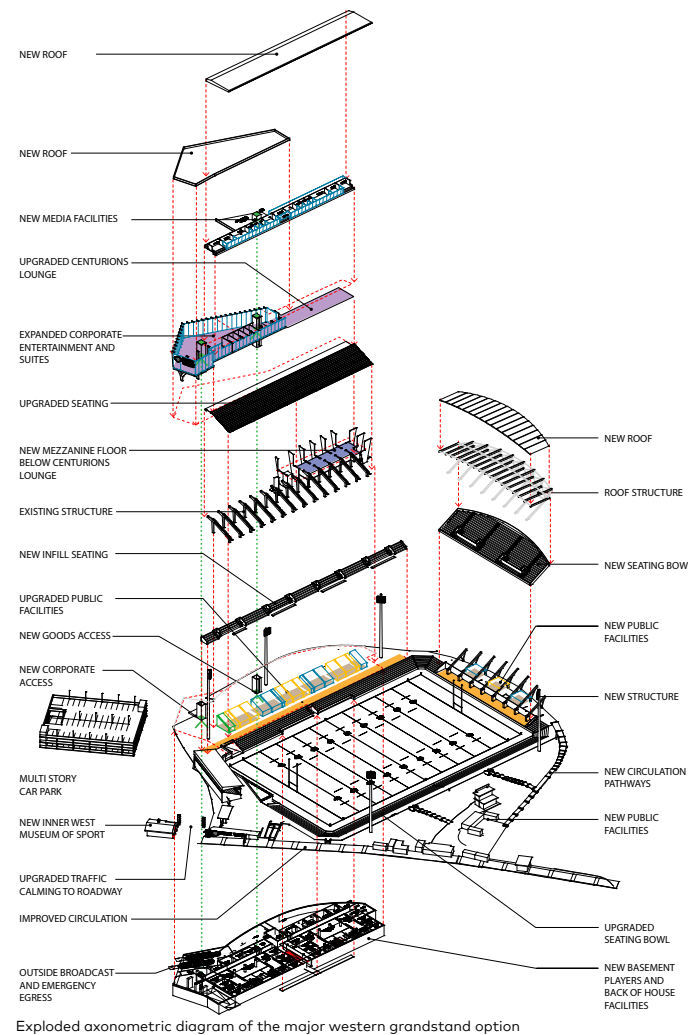 NEW ROOF
NEW ROOF
NEW MEDIA FACILITIES
UPGRADED CENTURIONS
LOUNGE
EXPANDED CORPORATE
ENTERTAINMENT AND
SUITES
UPGRADED SEATING
NEW MEZZANINE FLOOR
BELOW CENTURIONS
LOUNGE
EXISTING STRUCTURE
NEW INFILL SEATING
UPGRADED PUBLIC
FACILITIES
NEW GOODS ACCESS
NEW CORPORATE
ACCESS
MULTI STORY
CAR PARK
NEW INNER WEST
MUSEUM OF SPORT
UPGRADED TRAFFIC
CALMING TO ROADWAY
IMPROVED CIRCULATION
OUTSIDE BROADCAST
AND EMERGENCY
EGRESS
NEW ROOF
ROOF STRUCTURE
NEW SEATING BOW
NEW PUBLIC
FACILITIES
NEW STRUCTURE
NEW CIRCULATION
PATHWAYS
NEW PUBLIC
FACILITIES
UPGRADED
SEATING BOWL
NEW BASEMENT
PLAYERS AND
BACK OF HOUSE
FACILITIES
Exploded axonometric diagram of the major western grandstand option